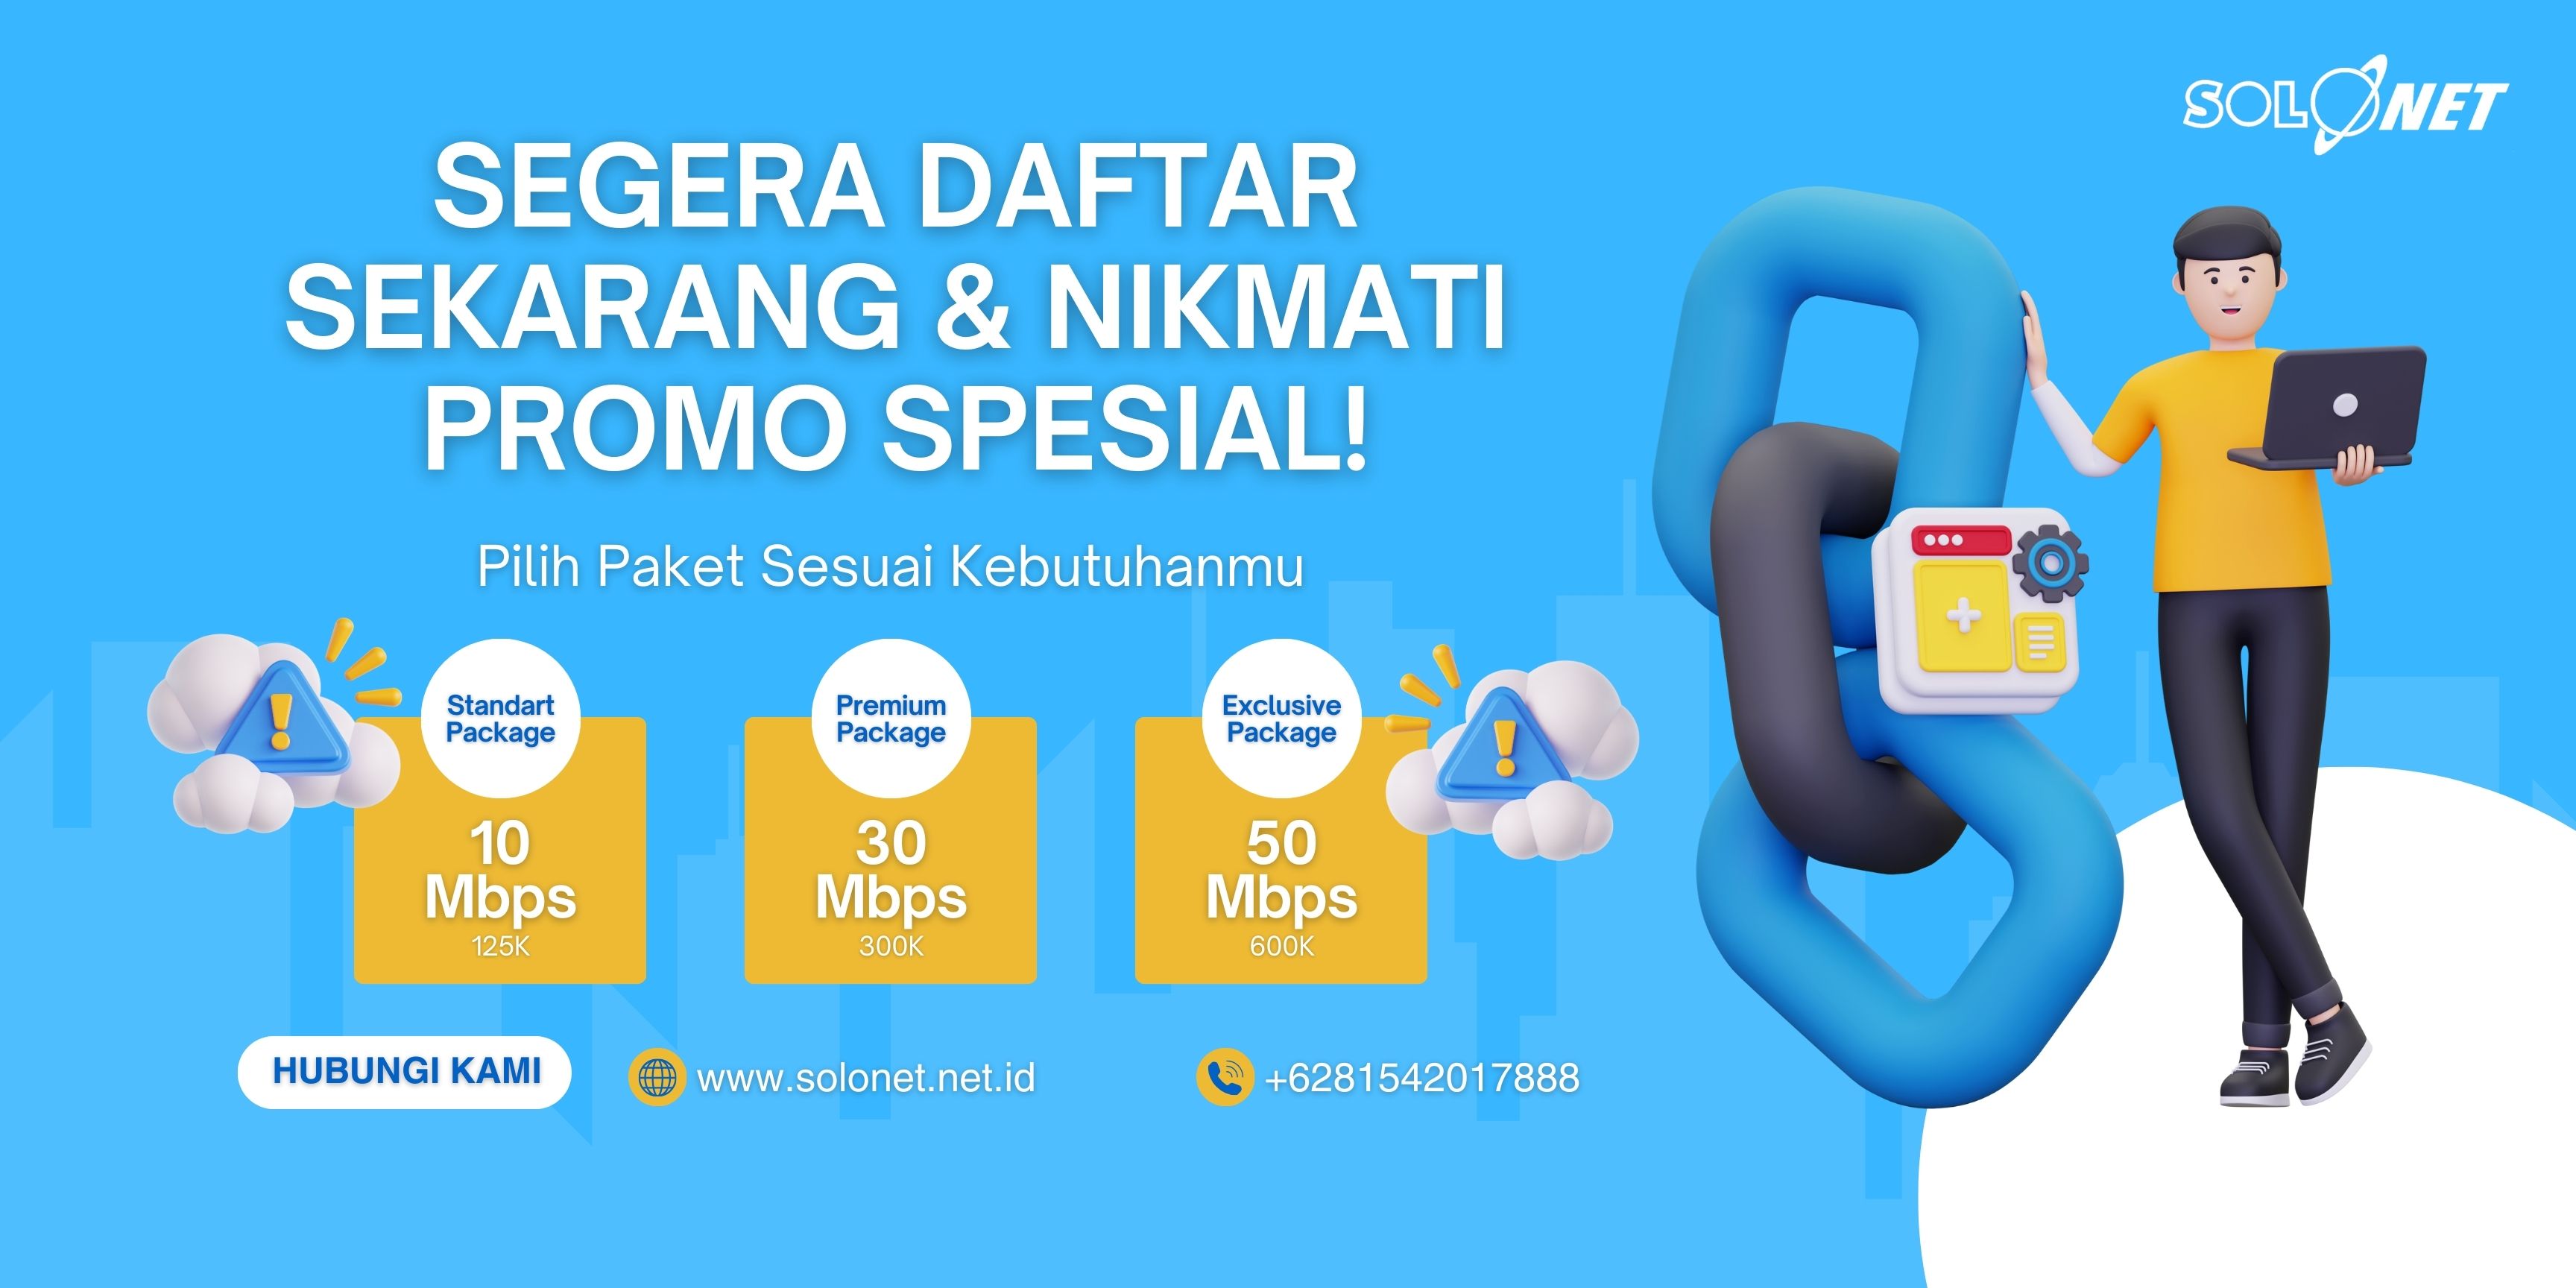 SOLONET
SEGERA DAFTAR
SEKARANG & NIKMATI
PROMO SPESIAL!
Pilih Paket Sesuai Kebutuhanmu
Standart
Package
10
Mbps
125K
Premium
Package
30
Mbps
300K
Exclusive
Package
50
Mbps
600K
HUBUNGI KAMI
www.solonet.net.id
+6281542017888